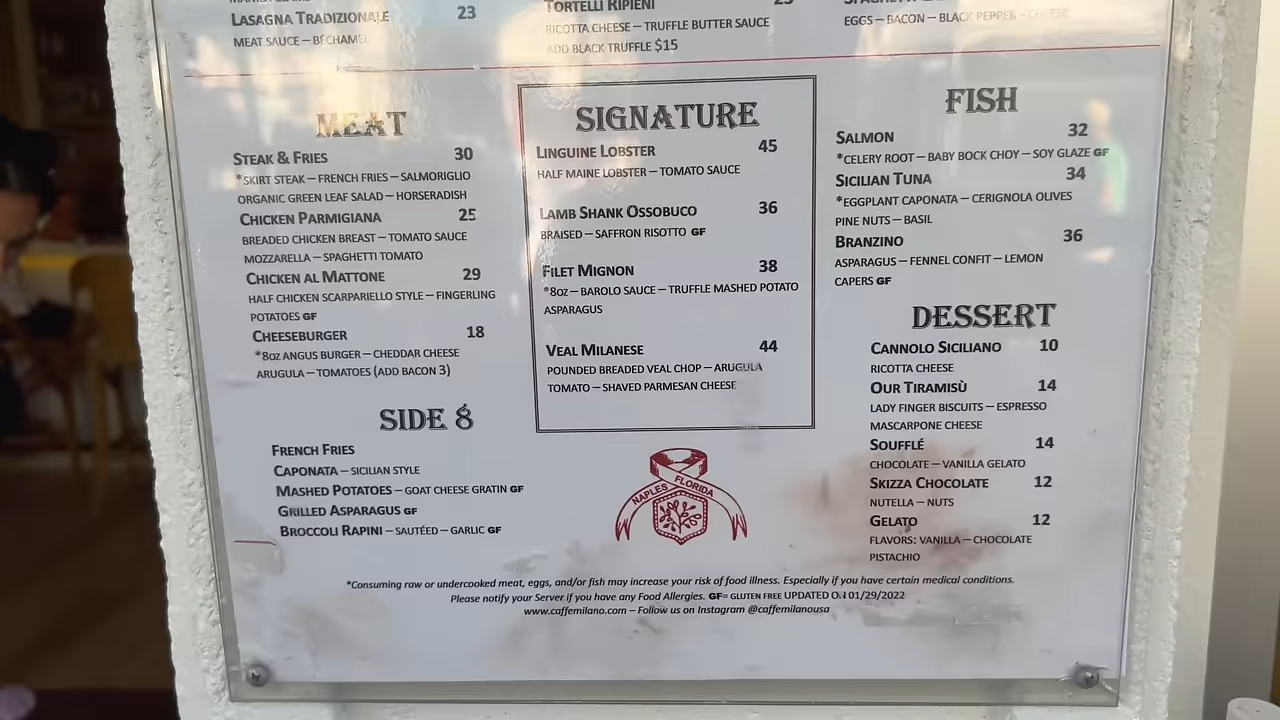 LASAGNA TRADIZIONALE 23
MEAT SAUCE – BÉCHAMEL
TORTELLI RIPIENI
RICOTTA CHEESE – TRUFFLE BUTTER SAUCE
ADD BLACK TRUFFLE $15
EGGS – BACON – BLACK PEPPER – CHEESE
MEAT
STEAK & FRIES 30
*SKIRT STEAK – FRENCH FRIES – SALMORIGLIO
ORGANIC GREEN LEAF SALAD – HORSERADISH
CHICKEN PARMIGIANA 25
BREADED CHICKEN BREAST – TOMATO SAUCE
MOZZARELLA – SPAGHETTI TOMATO
CHICKEN AL MATTONE 29
HALF CHICKEN SCARPARIELLO STYLE – FINGERLING
POTATOES GF
CHEESEBURGER 18
*8OZ ANGUS BURGER – CHEDDAR CHEESE
ARUGULA – TOMATOES (ADD BACON 3)
SIDE 8
FRENCH FRIES
CAPONATA – SICILIAN STYLE
MASHED POTATOES – GOAT CHEESE GRATIN GF
GRILLED ASPARAGUS GF
BROCCOLI RAPINI – SAUTÉED – GARLIC GF
SIGNATURE
LINGUINE LOBSTER 45
HALF MAINE LOBSTER – TOMATO SAUCE
LAMB SHANK OSSOBUCO 36
BRAISED – SAFFRON RISOTTO GF
FILET MIGNON 38
*8OZ – BAROLO SAUCE – TRUFFLE MASHED POTATO
ASPARAGUS
VEAL MILANESE 44
POUNDED BREADED VEAL CHOP – ARUGULA
TOMATO – SHAVED PARMESAN CHEESE
NAPLES FLORIDA
FISH
SALMON 32
*CELERY ROOT – BABY BOCK CHOY – SOY GLAZE GF
SICILIAN TUNA 34
*EGGPLANT CAPONATA – CERIGNOLA OLIVES
PINE NUTS – BASIL
BRANZINO 36
ASPARAGUS – FENNEL CONFIT – LEMON
CAPERS GF
DESSERT
CANNOLO SICILIANO 10
RICOTTA CHEESE
OUR TIRAMISÙ 14
LADY FINGER BISCUITS – ESPRESSO
MASCARPONE CHEESE
SOUFFLÉ 14
CHOCOLATE – VANILLA GELATO
SKIZZA CHOCOLATE 12
NUTELLA – NUTS
GELATO 12
FLAVORS: VANILLA – CHOCOLATE
PISTACHIO
*Consuming raw or undercooked meat, eggs, and/or fish may increase your risk of food illness. Especially if you have certain medical conditions.
Please notify your Server if you have any Food Allergies. GF= GLUTEN FREE UPDATED ON 01/29/2022
www.caffemilano.com – Follow us on Instagram @caffemilanousa